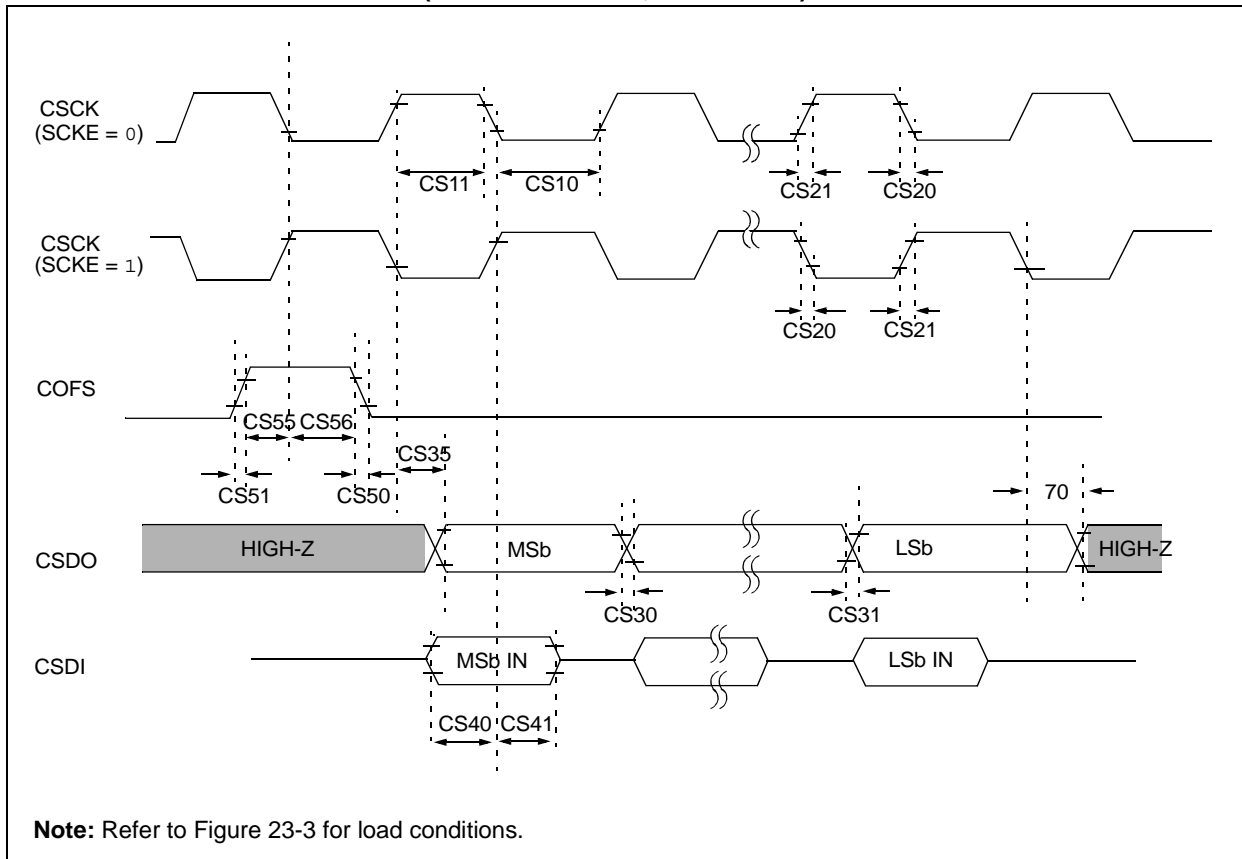 CSCK
(SCKE = 0)
CS11
CS10
CS21
CS20
CSCK
(SCKE = 1)
CS20
CS21
COFS
CS55
CS56
CS35
CS51
CS50
70
CSDO
HIGH-Z
MSb
LSb
HIGH-Z
CS30
CS31
CSDI
MSb IN
LSb IN
CS40
CS41
Note: Refer to Figure 23-3 for load conditions.